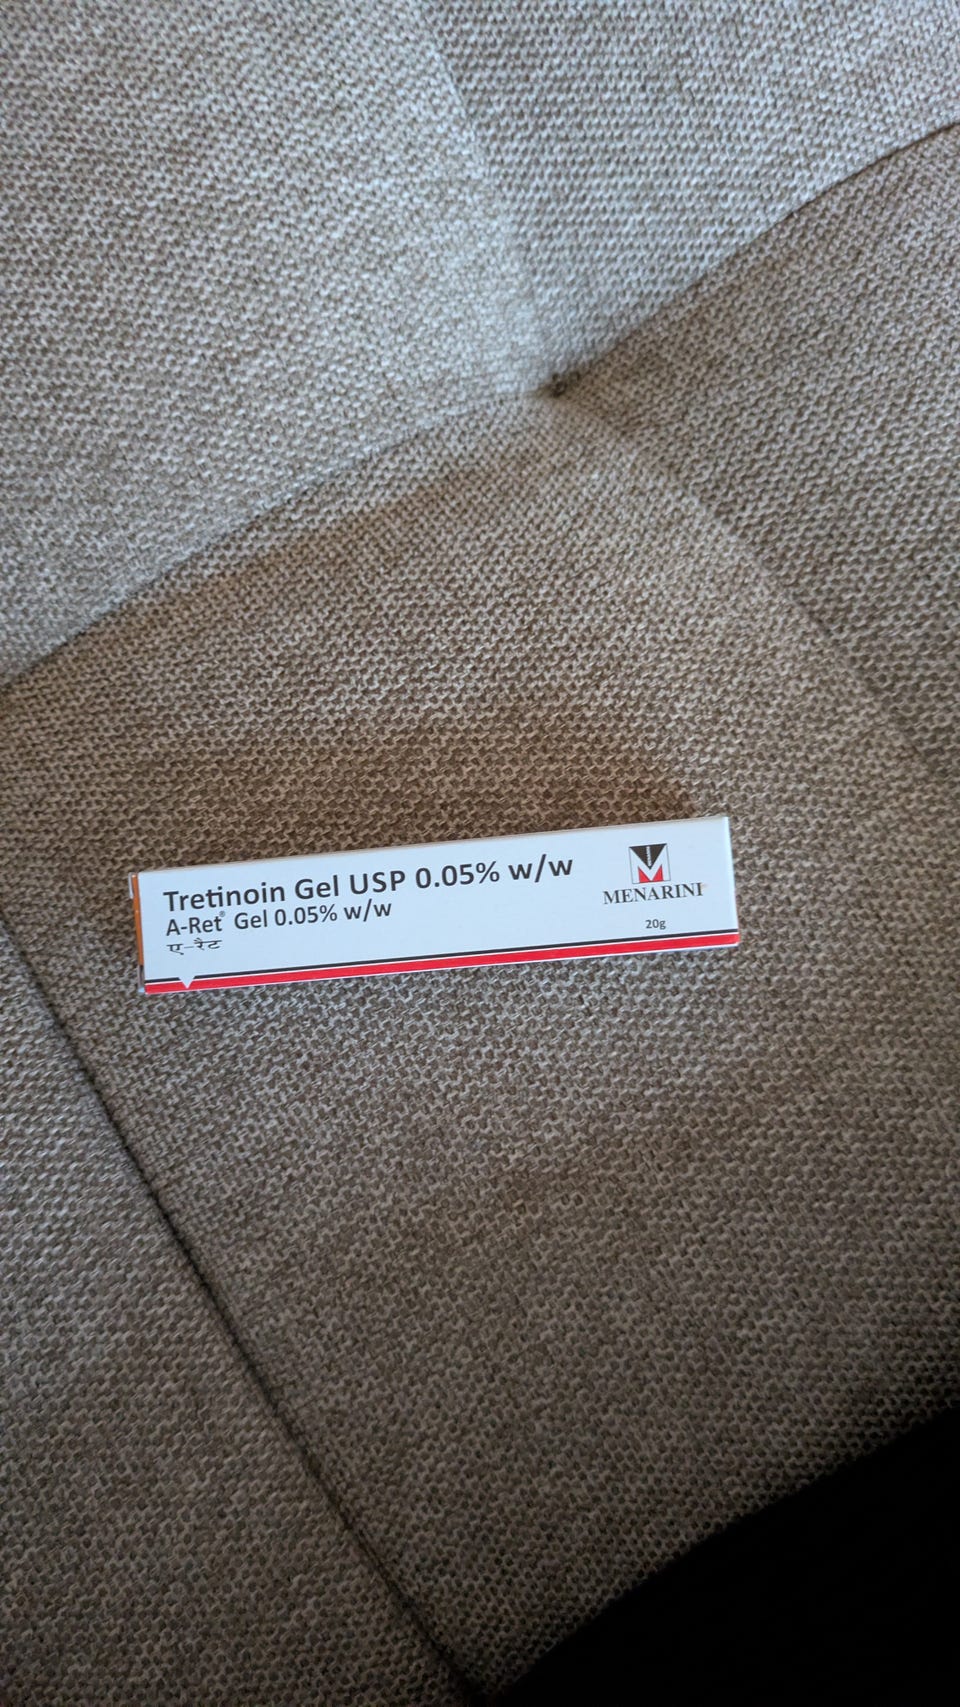 Tretinoin Gel USP 0.05% w/w
A-Ret® Gel 0.05% w/w
ए-रैट
MENARINI
20g